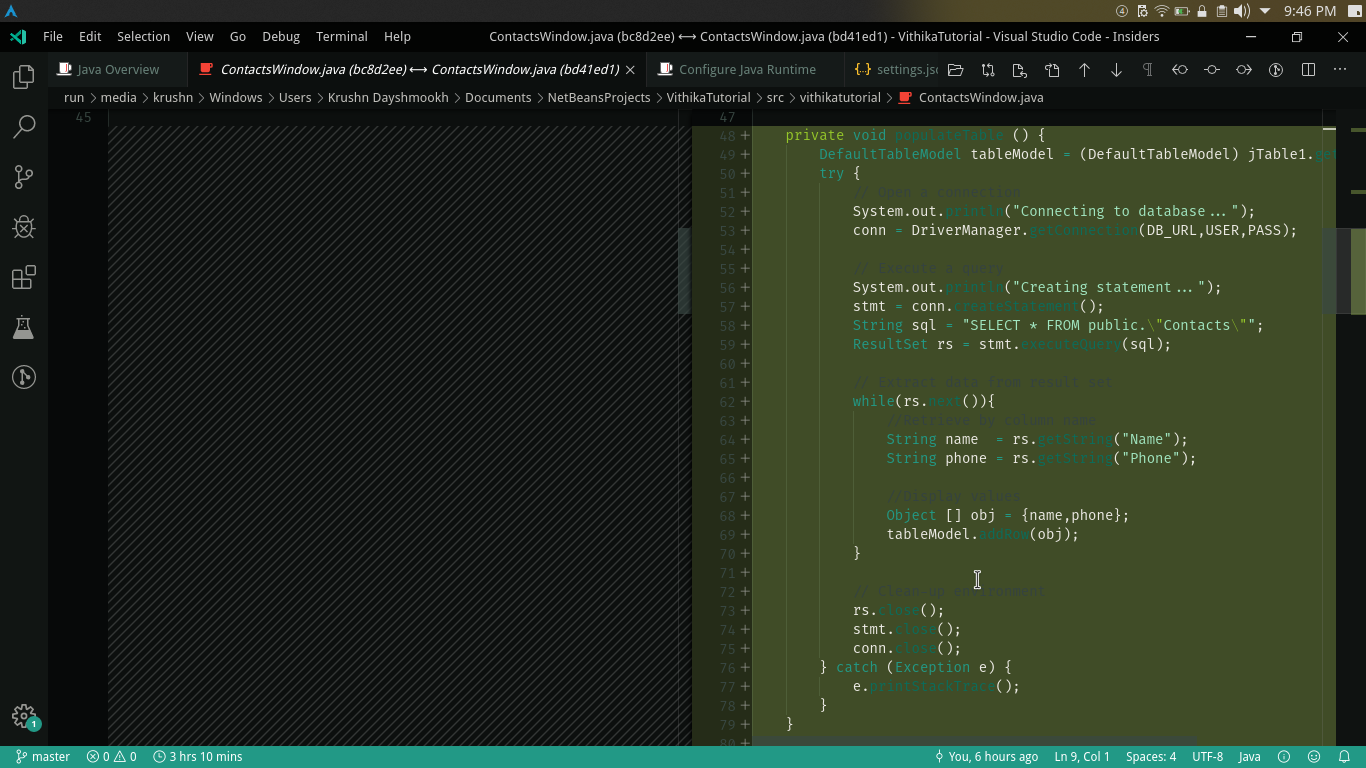 4 9:46 PM
File Edit Selection View Go Debug Terminal Help ContactsWindow.java (bc8d2ee) ⟷ ContactsWindow.java (bd41ed1) - VithikaTutorial - Visual Studio Code - Insiders
Java Overview ContactsWindow.java (bc8d2ee) ⟷ ContactsWindow.java (bd41ed1) Configure Java Runtime {.} settings.jsc
run > media > krushn > Windows > Users > Krushn Dayshmookh > Documents > NetBeansProjects > VithikaTutorial > src > vithikatutorial > ContactsWindow.java
45
47
48 + private void populateTable () {
49 + DefaultTableModel tableModel = (DefaultTableModel) jTable1.get
50 + try {
51 + // Open a connection
52 + System.out.println("Connecting to database...");
53 + conn = DriverManager.getConnection(DB_URL,USER,PASS);
54 +
55 + // Execute a query
56 + System.out.println("Creating statement...");
57 + stmt = conn.createStatement();
58 + String sql = "SELECT * FROM public.\"Contacts\"";
59 + ResultSet rs = stmt.executeQuery(sql);
60 +
61 + // Extract data from result set
62 + while(rs.next()){
63 + //Retrieve by column name
64 + String name = rs.getString("Name");
65 + String phone = rs.getString("Phone");
66 +
67 + //Display values
68 + Object [] obj = {name,phone};
69 + tableModel.addRow(obj);
70 + }
71 +
72 + // Clean-up environment
73 + rs.close();
74 + stmt.close();
75 + conn.close();
76 + } catch (Exception e) {
77 + e.printStackTrace();
78 + }
79 + }
80
1
master 0 0 3 hrs 10 mins You, 6 hours ago Ln 9, Col 1 Spaces: 4 UTF-8 Java